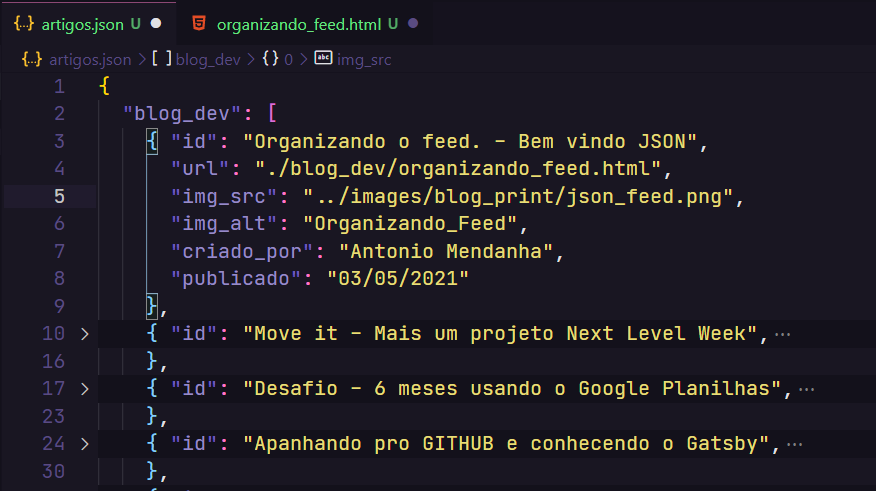 {..} artigos.json U ● organizando_feed.html U ●
{..} artigos.json > [ ] blog_dev > {} 0 > abc img_src
1 {
2 "blog_dev": [
3 { "id": "Organizando o feed. - Bem vindo JSON",
4 "url": "./blog_dev/organizando_feed.html",
5 "img_src": "../images/blog_print/json_feed.png",
6 "img_alt": "Organizando_Feed",
7 "criado_por": "Antonio Mendanha",
8 "publicado": "03/05/2021"
9 },
10 > { "id": "Move it - Mais um projeto Next Level Week",···
16 },
17 > { "id": "Desafio - 6 meses usando o Google Planilhas",···
23 },
24 > { "id": "Apanhando pro GITHUB e conhecendo o Gatsby",···
30 },